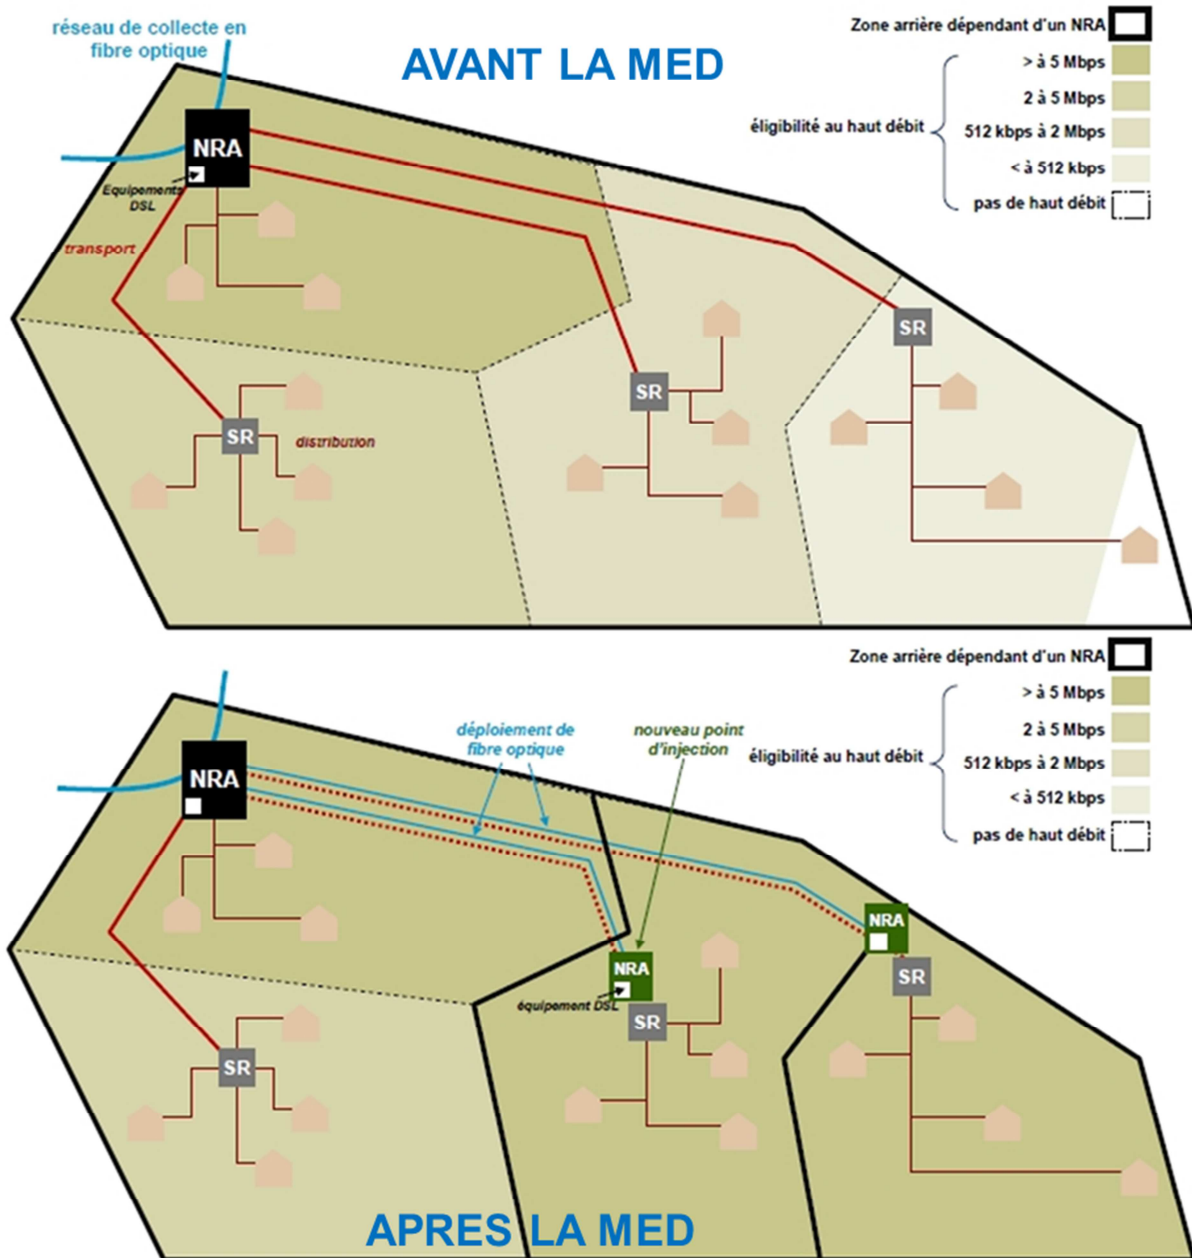 réseau de collecte en
fibre optique
AVANT LA MED
Zone arrière dépendant d'un NRA
> à 5 Mbps
2 à 5 Mbps
éligibilité au haut débit
512 kbps à 2 Mbps
< à 512 kbps
pas de haut débit
NRA
Equipements
DSL
transport
SR
distribution
SR
SR
Zone arrière dépendant d'un NRA
> à 5 Mbps
2 à 5 Mbps
éligibilité au haut débit
512 kbps à 2 Mbps
< à 512 kbps
pas de haut débit
déploiement de
fibre optique
nouveau point
d'injection
NRA
NRA
NRA
équipement DSL
SR
SR
SR
APRES LA MED